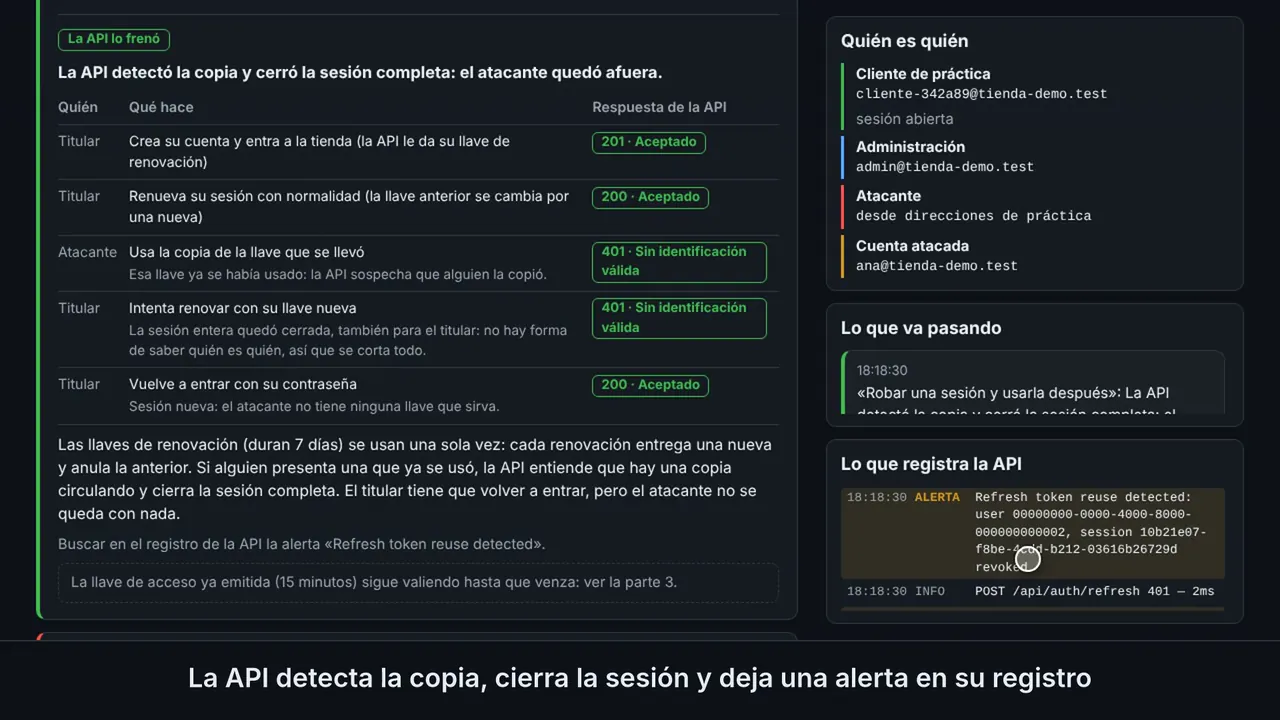 La API lo frenó
La API detectó la copia y cerró la sesión completa: el atacante quedó afuera.
Quién Qué hace Respuesta de la API
Titular Crea su cuenta y entra a la tienda (la API le da su llave de 201 · Aceptado
renovación)
Titular Renueva su sesión con normalidad (la llave anterior se cambia por 200 · Aceptado
una nueva)
Atacante Usa la copia de la llave que se llevó 401 · Sin identificación
válida
Esa llave ya se había usado: la API sospecha que alguien la copió.
Titular Intenta renovar con su llave nueva 401 · Sin identificación
válida
La sesión entera quedó cerrada, también para el titular: no hay forma
de saber quién es quién, así que se corta todo.
Titular Vuelve a entrar con su contraseña 200 · Aceptado
Sesión nueva: el atacante no tiene ninguna llave que sirva.
Las llaves de renovación (duran 7 días) se usan una sola vez: cada renovación entrega una nueva
y anula la anterior. Si alguien presenta una que ya se usó, la API entiende que hay una copia
circulando y cierra la sesión completa. El titular tiene que volver a entrar, pero el atacante no se
queda con nada.
Buscar en el registro de la API la alerta «Refresh token reuse detected».
La llave de acceso ya emitida (15 minutos) sigue valiendo hasta que venza: ver la parte 3.
Quién es quién
Cliente de práctica
cliente-342a89@tienda-demo.test
sesión abierta
Administración
admin@tienda-demo.test
Atacante
desde direcciones de práctica
Cuenta atacada
ana@tienda-demo.test
Lo que va pasando
18:18:30
«Robar una sesión y usarla después»: La API
detectó la copia y cerró la sesión completa: el
Lo que registra la API
18:18:30 ALERTA Refresh token reuse detected:
user 00000000-0000-4000-8000-
000000000002, session 10b21e07-
f8be-4cdd-b212-03616b26729d
revoked
18:18:30 INFO POST /api/auth/refresh 401 — 2ms
La API detecta la copia, cierra la sesión y deja una alerta en su registro